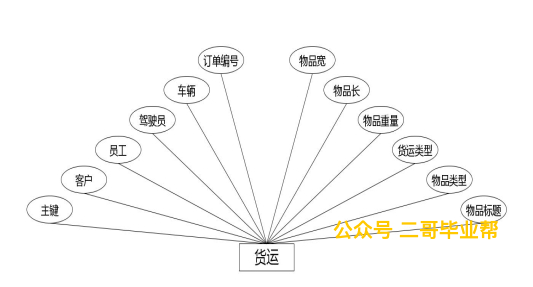 订单编号
物品宽
车辆
物品长
驾驶员
物品重量
员工
货运类型
客户
物品类型
主键
物品标题
公众号 二哥毕业帮
货运